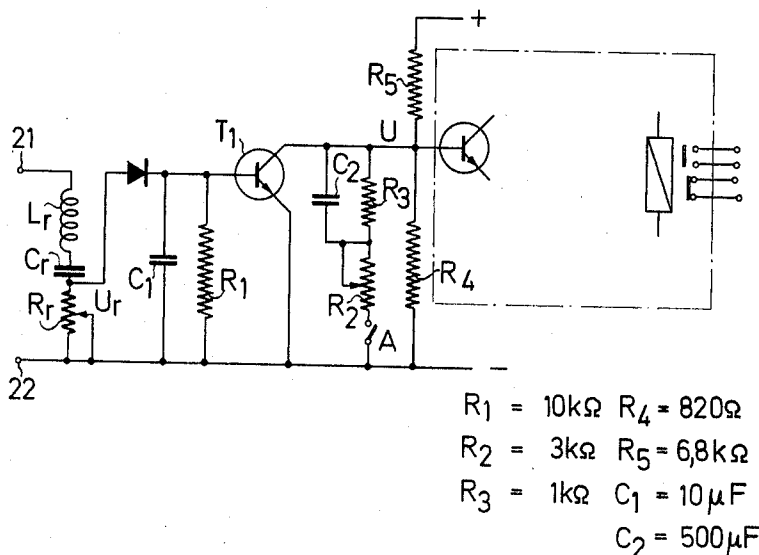 +
R5
T1
U
21
C2
R3
Lr
Cr
C1
R1
R4
Rr
Ur
R2
A
22
−
R1 = 10kΩ R4 = 820Ω
R2 = 3kΩ R5 = 6,8kΩ
R3 = 1kΩ C1 = 10μF
C2 = 500μF